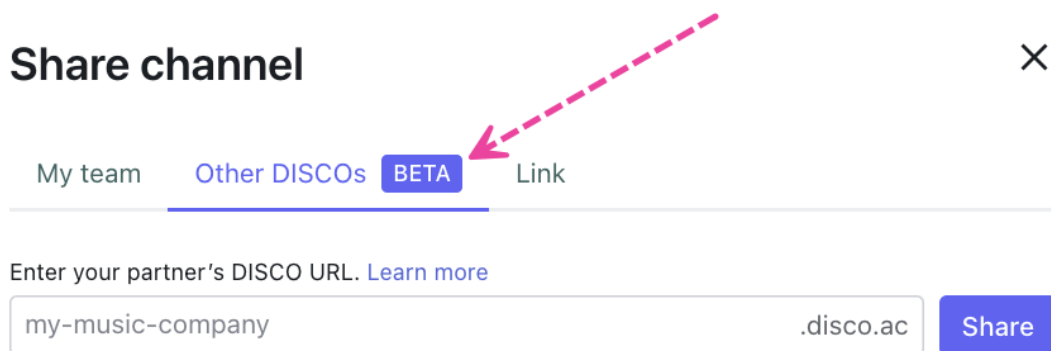 Share channel
My team Other DISCOs BETA Link
Enter your partner’s DISCO URL. Learn more
my-music-company .disco.ac Share